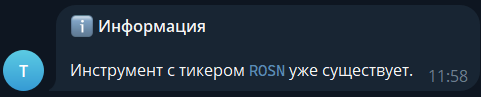 ℹ️ Информация
Инструмент с тикером ROSN уже существует.
11:58
T